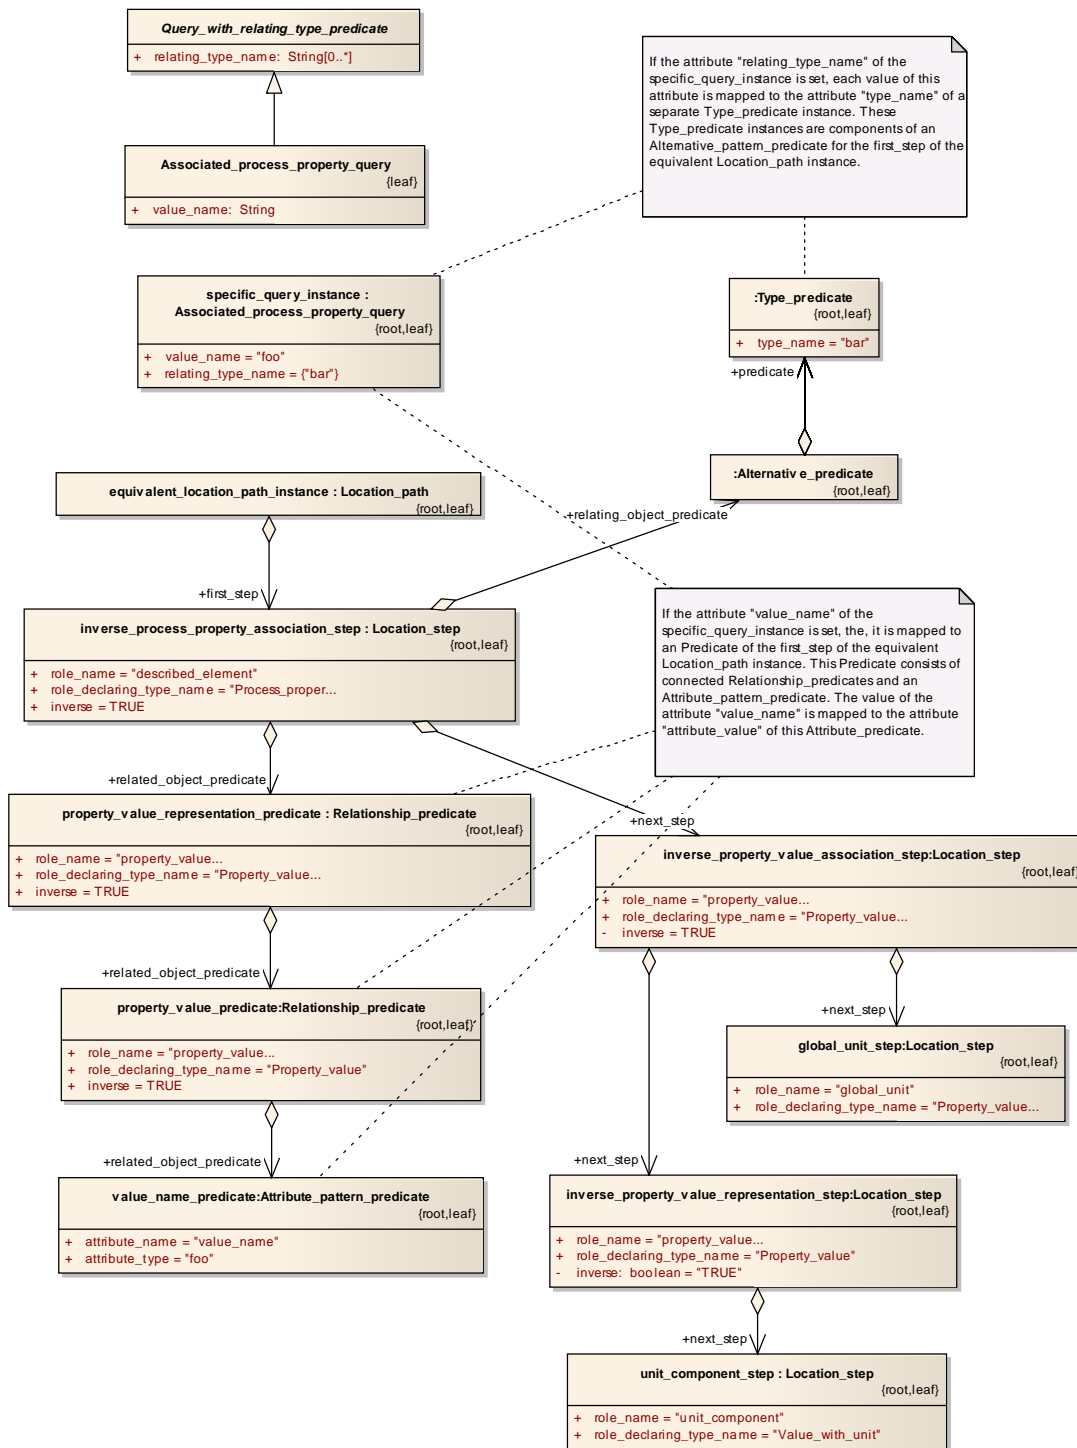 Query_with_relating_type_predicate
+ relating_type_name: String[0..*]
Associated_process_property_query
{leaf}
+ value_name: String
If the attribute "relating_type_name" of the
specific_query_instance is set, each value of this
attribute is mapped to the attribute "type_name" of a
separate Type_predicate instance. These
Type_predicate instances are components of an
Alternative_pattern_predicate for the first_step of the
equivalent Location_path instance.
specific_query_instance :
Associated_process_property_query
{root,leaf}
+ value_name = "foo"
+ relating_type_name = {"bar"}
:Type_predicate
{root,leaf}
+ type_name = "bar"
+predicate
:Alternative_predicate
{root,leaf}
equivalent_location_path_instance : Location_path
{root,leaf}
+relating_object_predicate
+first_step
inverse_process_property_association_step : Location_step
{root,leaf}
+ role_name = "described_element"
+ role_declaring_type_name = "Process_proper...
+ inverse = TRUE
If the attribute "value_name" of the
specific_query_instance is set, the, it is mapped to
an Predicate of the first_step of the equivalent
Location_path instance. This Predicate consists of
connected Relationship_predicates and an
Attribute_pattern_predicate. The value of the
attribute "value_name" is mapped to the attribute
"attribute_value" of this Attribute_predicate.
+related_object_predicate
property_value_representation_predicate : Relationship_predicate
{root,leaf}
+ role_name = "property_value...
+ role_declaring_type_name = "Property_value...
+ inverse = TRUE
+next_step
inverse_property_value_association_step:Location_step
{root,leaf}
+ role_name = "property_value...
+ role_declaring_type_name = "Property_value...
- inverse = TRUE
+related_object_predicate
property_value_predicate:Relationship_predicate
{root,leaf}
+ role_name = "property_value...
+ role_declaring_type_name = "Property_value"
+ inverse = TRUE
+next_step
global_unit_step:Location_step
{root,leaf}
+ role_name = "global_unit"
+ role_declaring_type_name = "Property_value...
+related_object_predicate
value_name_predicate:Attribute_pattern_predicate
{root,leaf}
+ attribute_name = "value_name"
+ attribute_type = "foo"
+next_step
inverse_property_value_representation_step:Location_step
{root,leaf}
+ role_name = "property_value...
+ role_declaring_type_name = "Property_value"
- inverse: boolean = "TRUE"
+next_step
unit_component_step : Location_step
{root,leaf}
+ role_name = "unit_component"
+ role_declaring_type_name = "Value_with_unit"